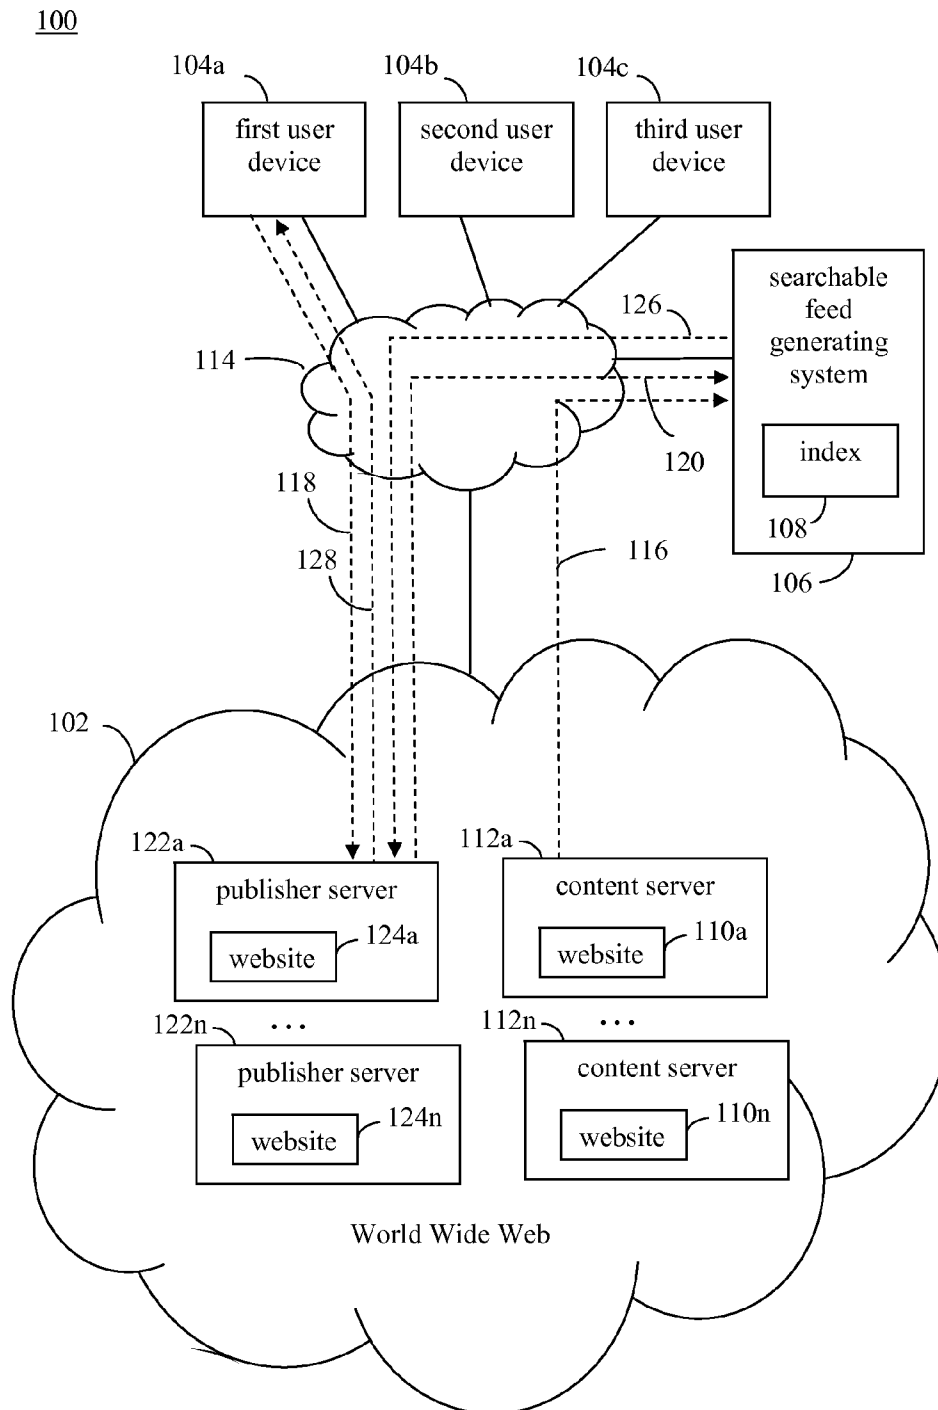 100
104a
104b
104c
first user
device
second user
device
third user
device
searchable
feed
generating
system
126
114
120
index
108
118
128
116
106
102
122a
112a
publisher server
content server
124a
110a
website
website
...
...
122n
112n
publisher server
content server
124n
110n
website
website
World Wide Web